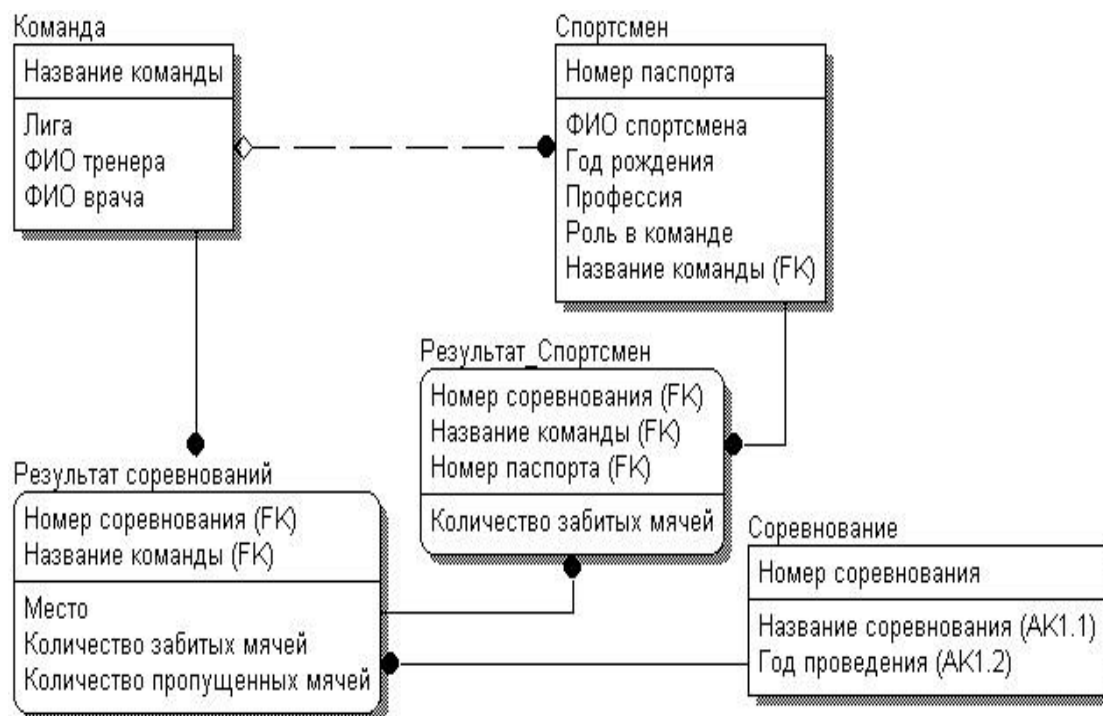 Команда
Название команды
Лига
ФИО тренера
ФИО врача
Спортсмен
Номер паспорта
ФИО спортсмена
Год рождения
Профессия
Роль в команде
Название команды (FK)
Результат_Спортсмен
Номер соревнования (FK)
Название команды (FK)
Номер паспорта (FK)
Количество забитых мячей
Результат соревнований
Номер соревнования (FK)
Название команды (FK)
Место
Количество забитых мячей
Количество пропущенных мячей
Соревнование
Номер соревнования
Название соревнования (AK1.1)
Год проведения (AK1.2)